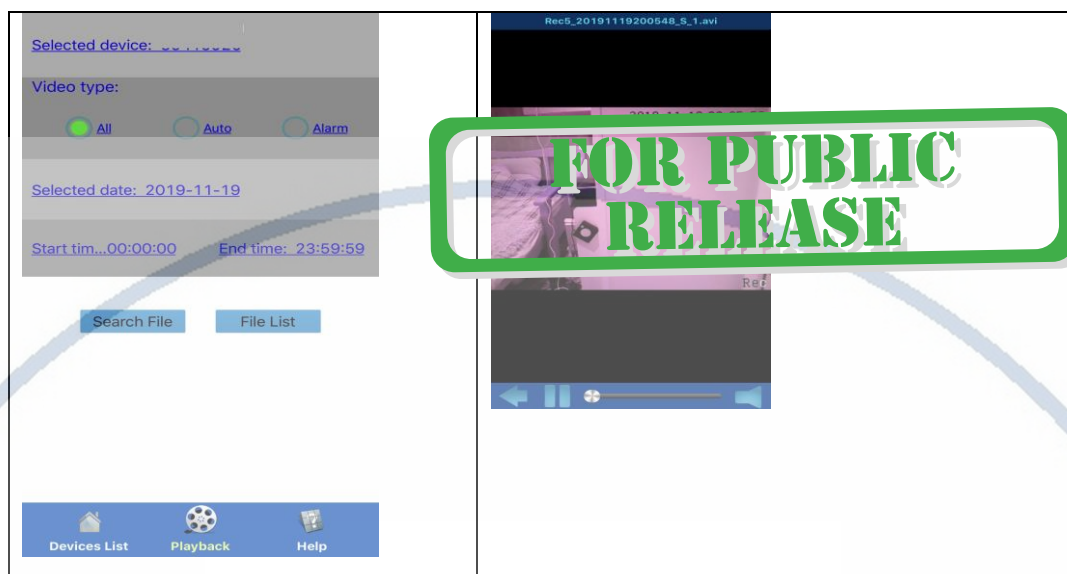 Selected device:
Video type:
All Auto Alarm
Selected date: 2019-11-19
Start tim...00:00:00 End time: 23:59:59
Search File File List
Devices List Playback Help
Rec5_20191119200548_S_1.avi
FOR PUBLIC
RELEASE
Rec